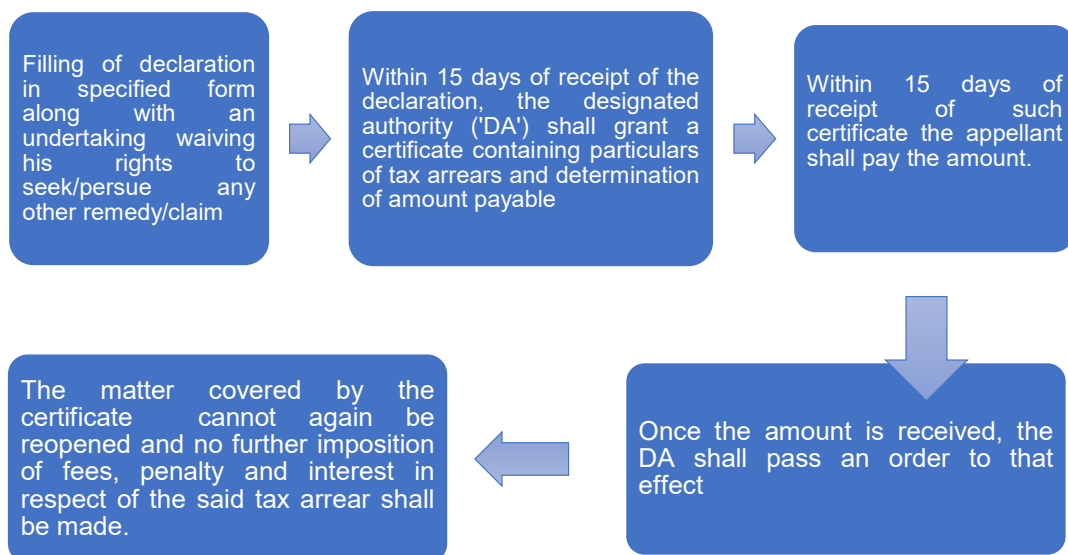 Filling of declaration
in specified form
along with an
undertaking waiving
his rights to
seek/persue any
other remedy/claim
Within 15 days of receipt of the
declaration, the designated
authority ('DA') shall grant a
certificate containing particulars
of tax arrears and determination
of amount payable
Within 15 days of
receipt of such
certificate the appellant
shall pay the amount.
Once the amount is received, the
DA shall pass an order to that
effect
The matter covered by the
certificate cannot again be
reopened and no further imposition
of fees, penalty and interest in
respect of the said tax arrear shall
be made.